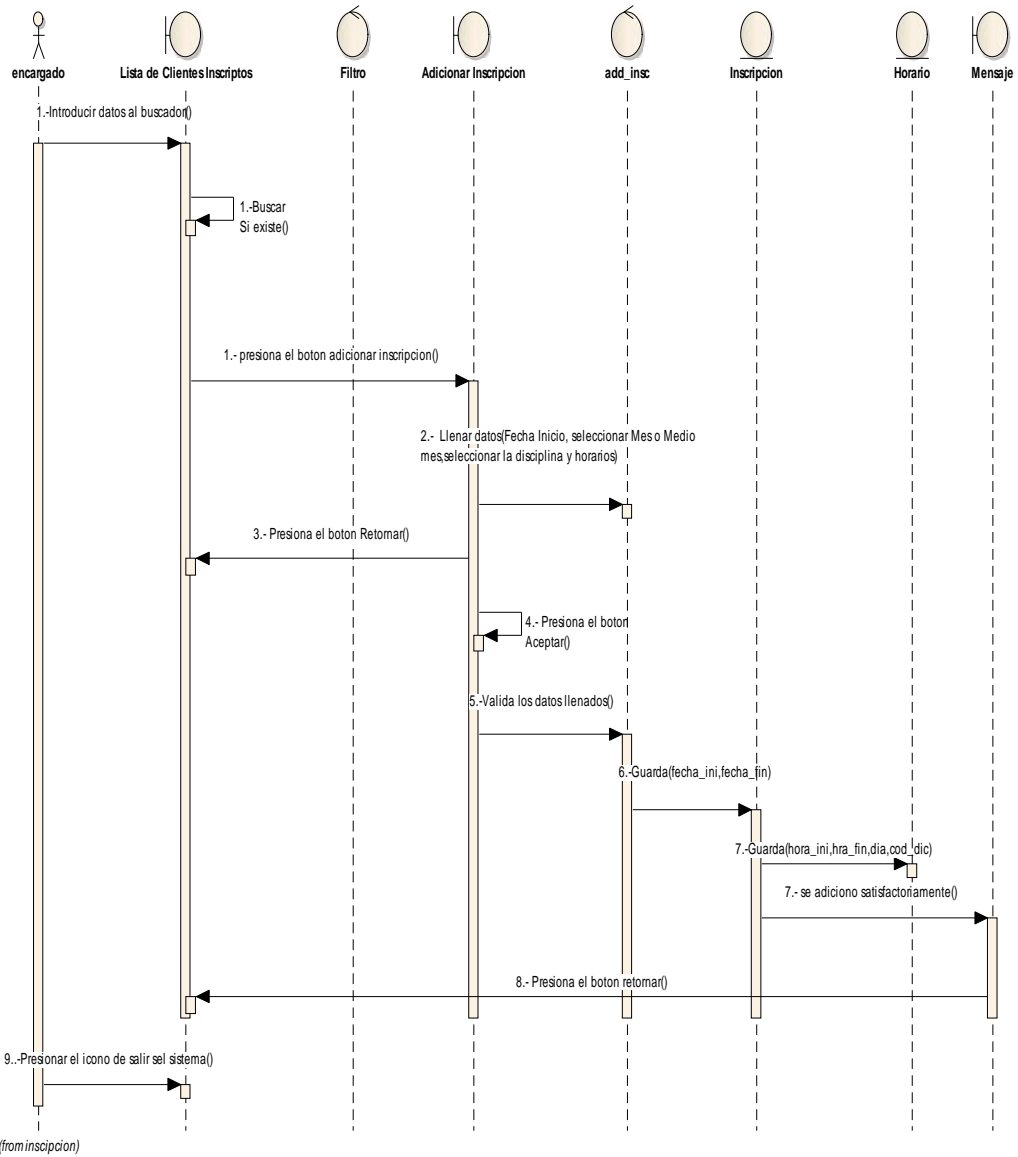 encargado
Lista de Clientes Inscriptos
Filtro
Adicionar Inscripcion
add_insc
Inscripcion
Horario
Mensaje
1.-Introducir datos al buscador()
1.-Buscar
Si existe()
1.- presiona el boton adicionar inscripcion()
2.- Llenar datos(Fecha Inicio, seleccionar Mes o Medio
mes,seleccionar la disciplina y horarios)
3.- Presiona el boton Retornar()
4.- Presiona el boton
Aceptar()
5.-Valida los datos llenados()
6.-Guarda(fecha_ini,fecha_fin)
7.-Guarda(hora_ini,hra_fin,dia,cod_dic)
7.- se adiciono satisfactoriamente()
8.- Presiona el boton retornar()
9..-Presionar el icono de salir sel sistema()
(from inscipcion)